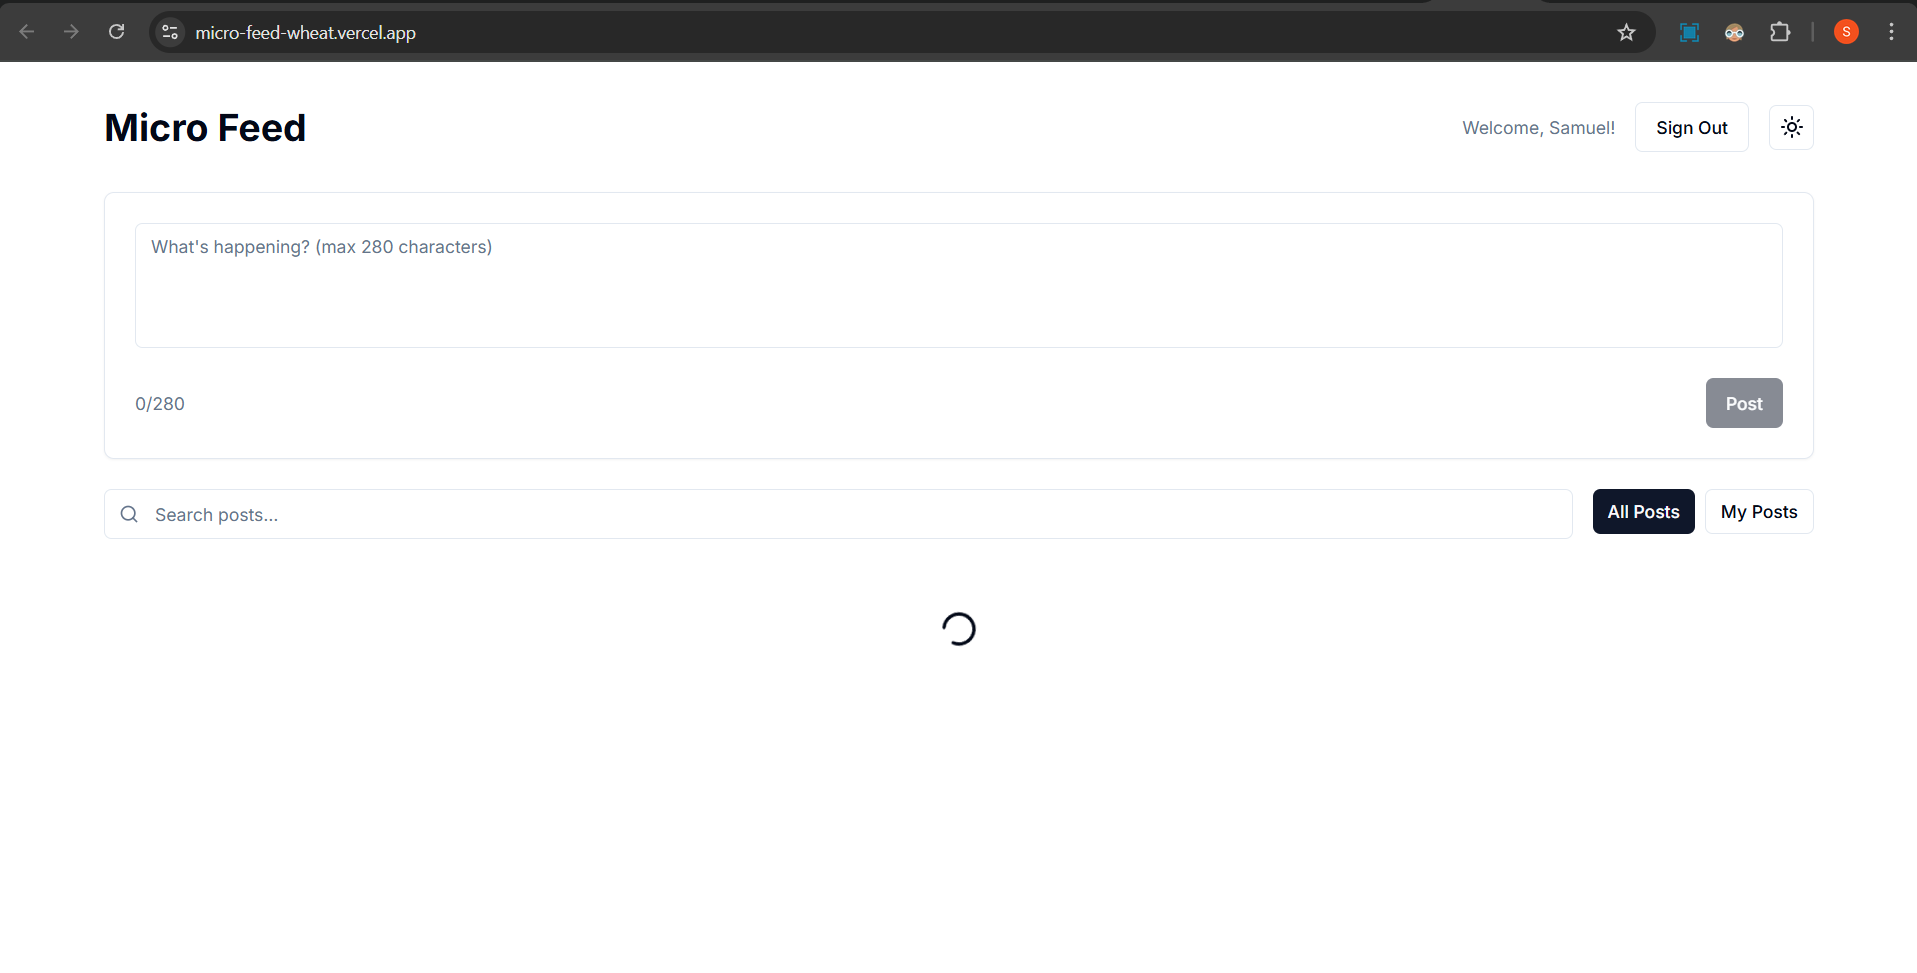 micro-feed-wheat.vercel.app
S
Micro Feed
Welcome, Samuel!
Sign Out
What's happening? (max 280 characters)
0/280
Post
Search posts...
All Posts
My Posts